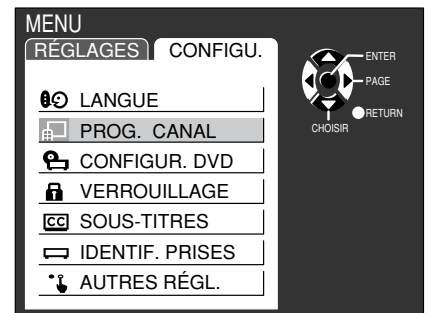 MENU
RÉGLAGES CONFIGU.
LANGUE
PROG. CANAL
CONFIGUR. DVD
VERROUILLAGE
CC SOUS-TITRES
IDENTIF. PRISES
AUTRES RÉGL.
ENTER
PAGE
RETURN
CHOISIR